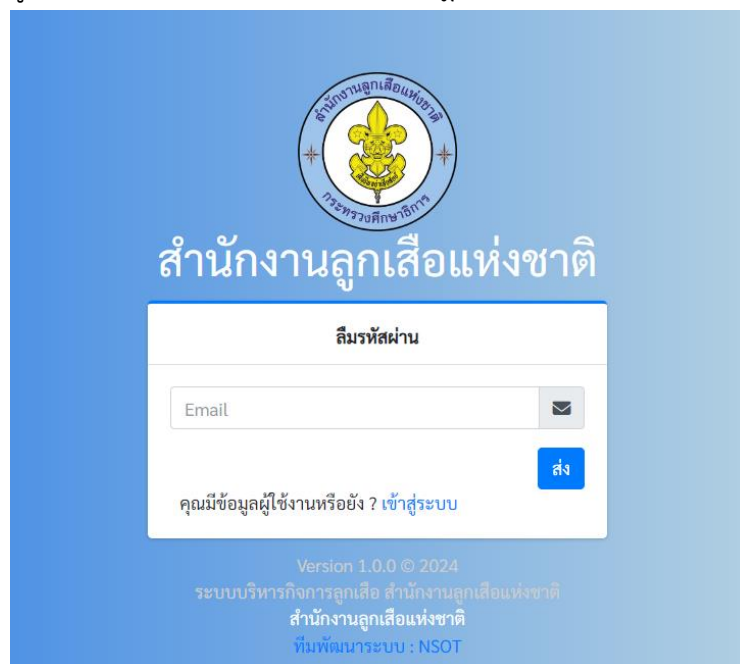 สำนักงานลูกเสือแห่งชาติ
กระทรวงศึกษาธิการ
สำนักงานลูกเสือแห่งชาติ
ลืมรหัสผ่าน
Email
ส่ง
คุณมีข้อมูลผู้ใช้งานหรือยัง ? เข้าสู่ระบบ
Version 1.0.0 © 2024
ระบบบริหารกิจการลูกเสือ สำนักงานลูกเสือแห่งชาติ
สำนักงานลูกเสือแห่งชาติ
ทีมพัฒนาระบบ : NSOT